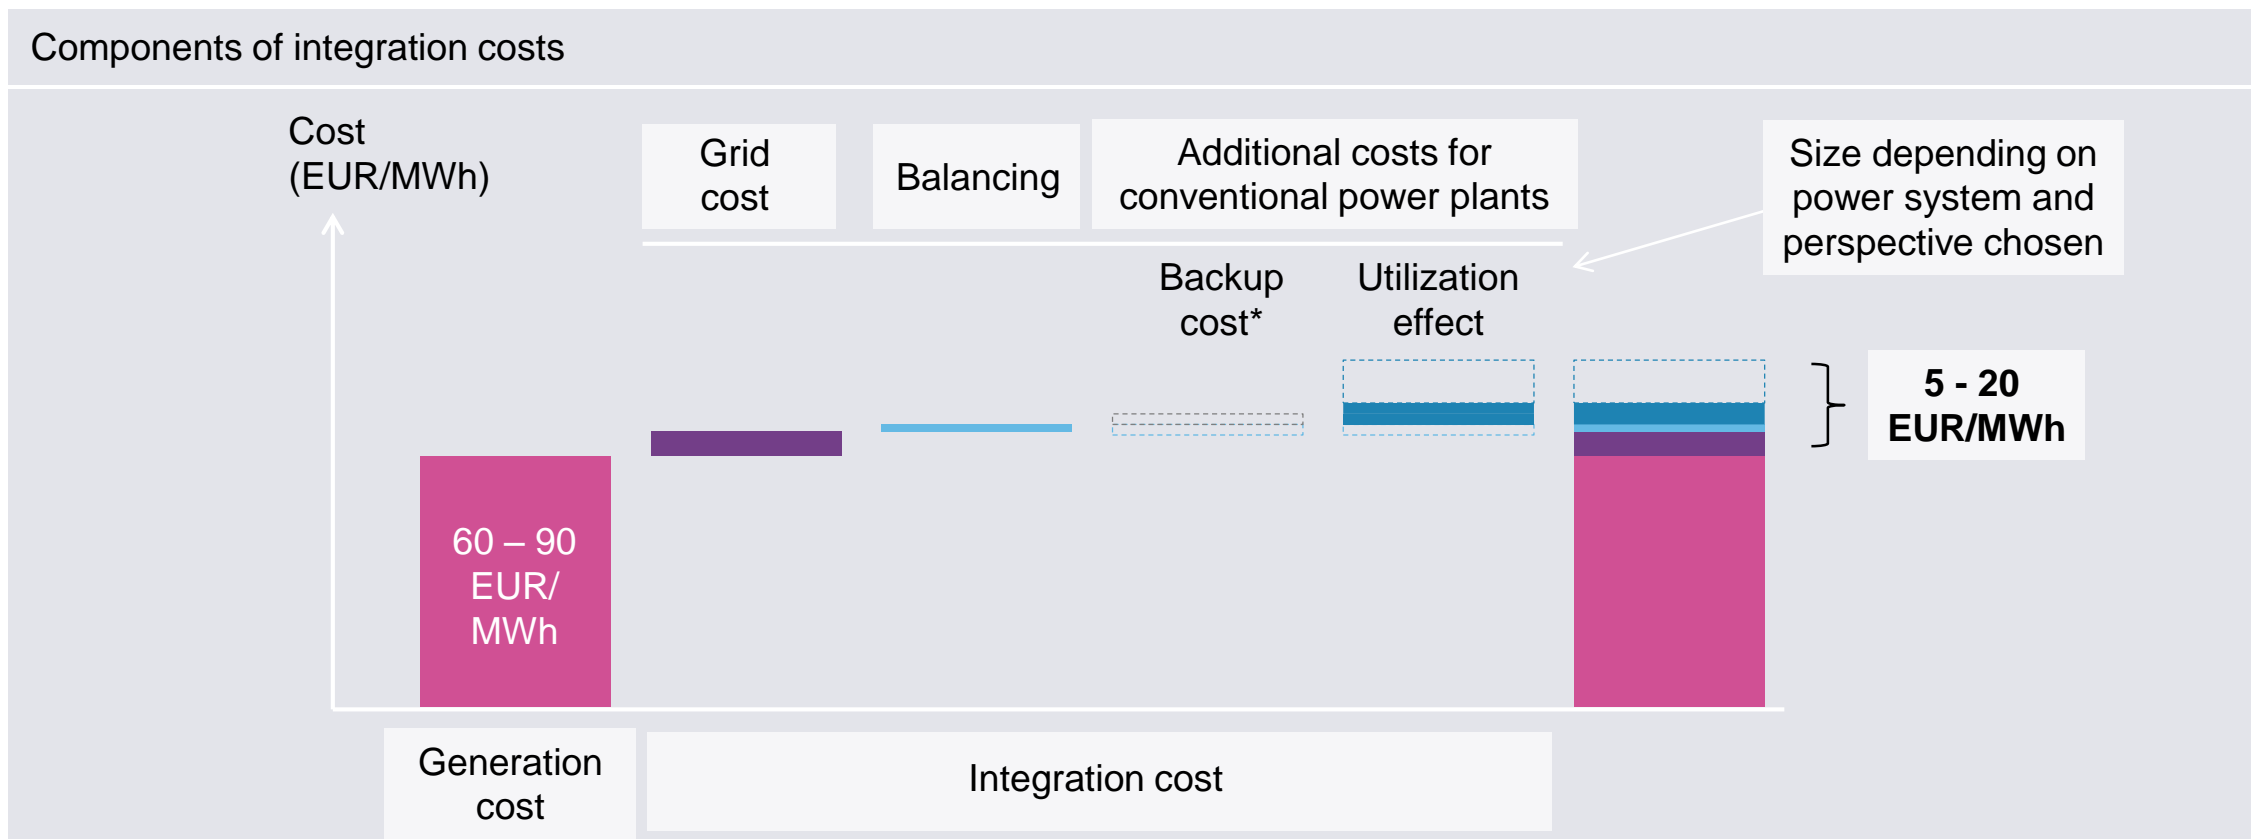 Components of integration costs
Cost
(EUR/MWh)
Grid
cost
Balancing
Additional costs for
conventional power plants
Size depending on
power system and
perspective chosen
Backup
cost*
Utilization
effect
5 - 20
EUR/MWh
60 – 90
EUR/
MWh
Generation
cost
Integration cost